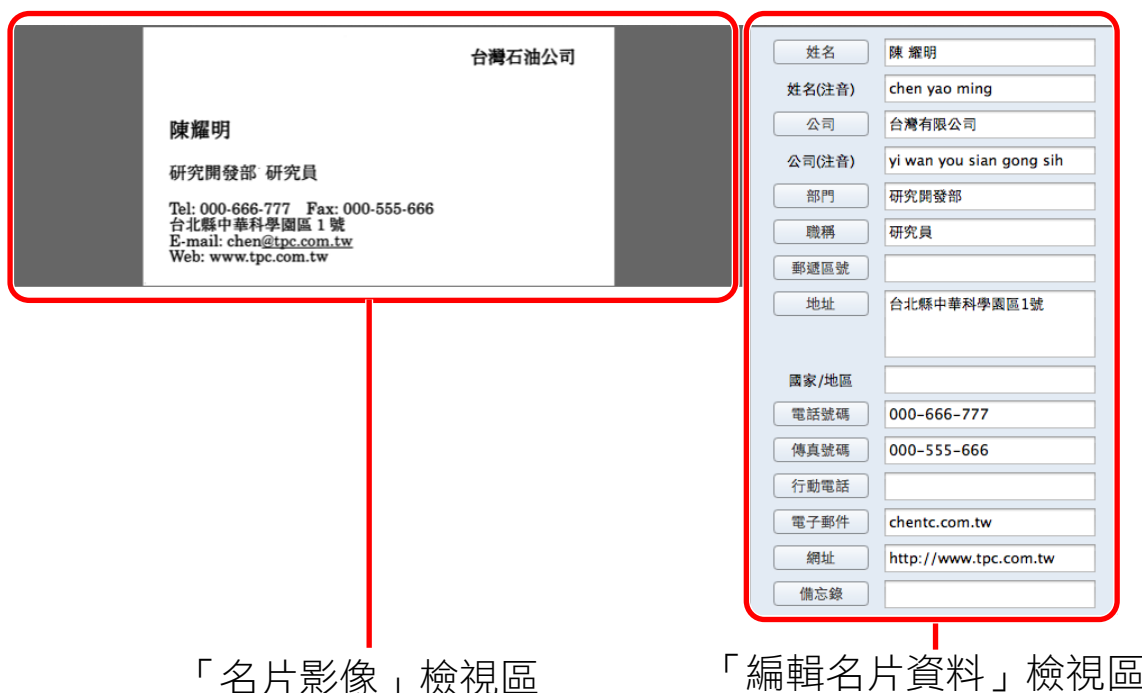 台灣石油公司
陳耀明
研究開發部 研究員
Tel: 000-666-777 Fax: 000-555-666
台北縣中華科學園區 1 號
E-mail: chen@tpc.com.tw
Web: www.tpc.com.tw
姓名 陳 耀明
姓名(注音) chen yao ming
公司 台灣有限公司
公司(注音) yi wan you sian gong sih
部門 研究開發部
職稱 研究員
郵遞區號
地址 台北縣中華科學園區1號
國家/地區
電話號碼 000-666-777
傳真號碼 000-555-666
行動電話
電子郵件 chentc.com.tw
網址 http://www.tpc.com.tw
備忘錄
「名片影像」檢視區
「編輯名片資料」檢視區